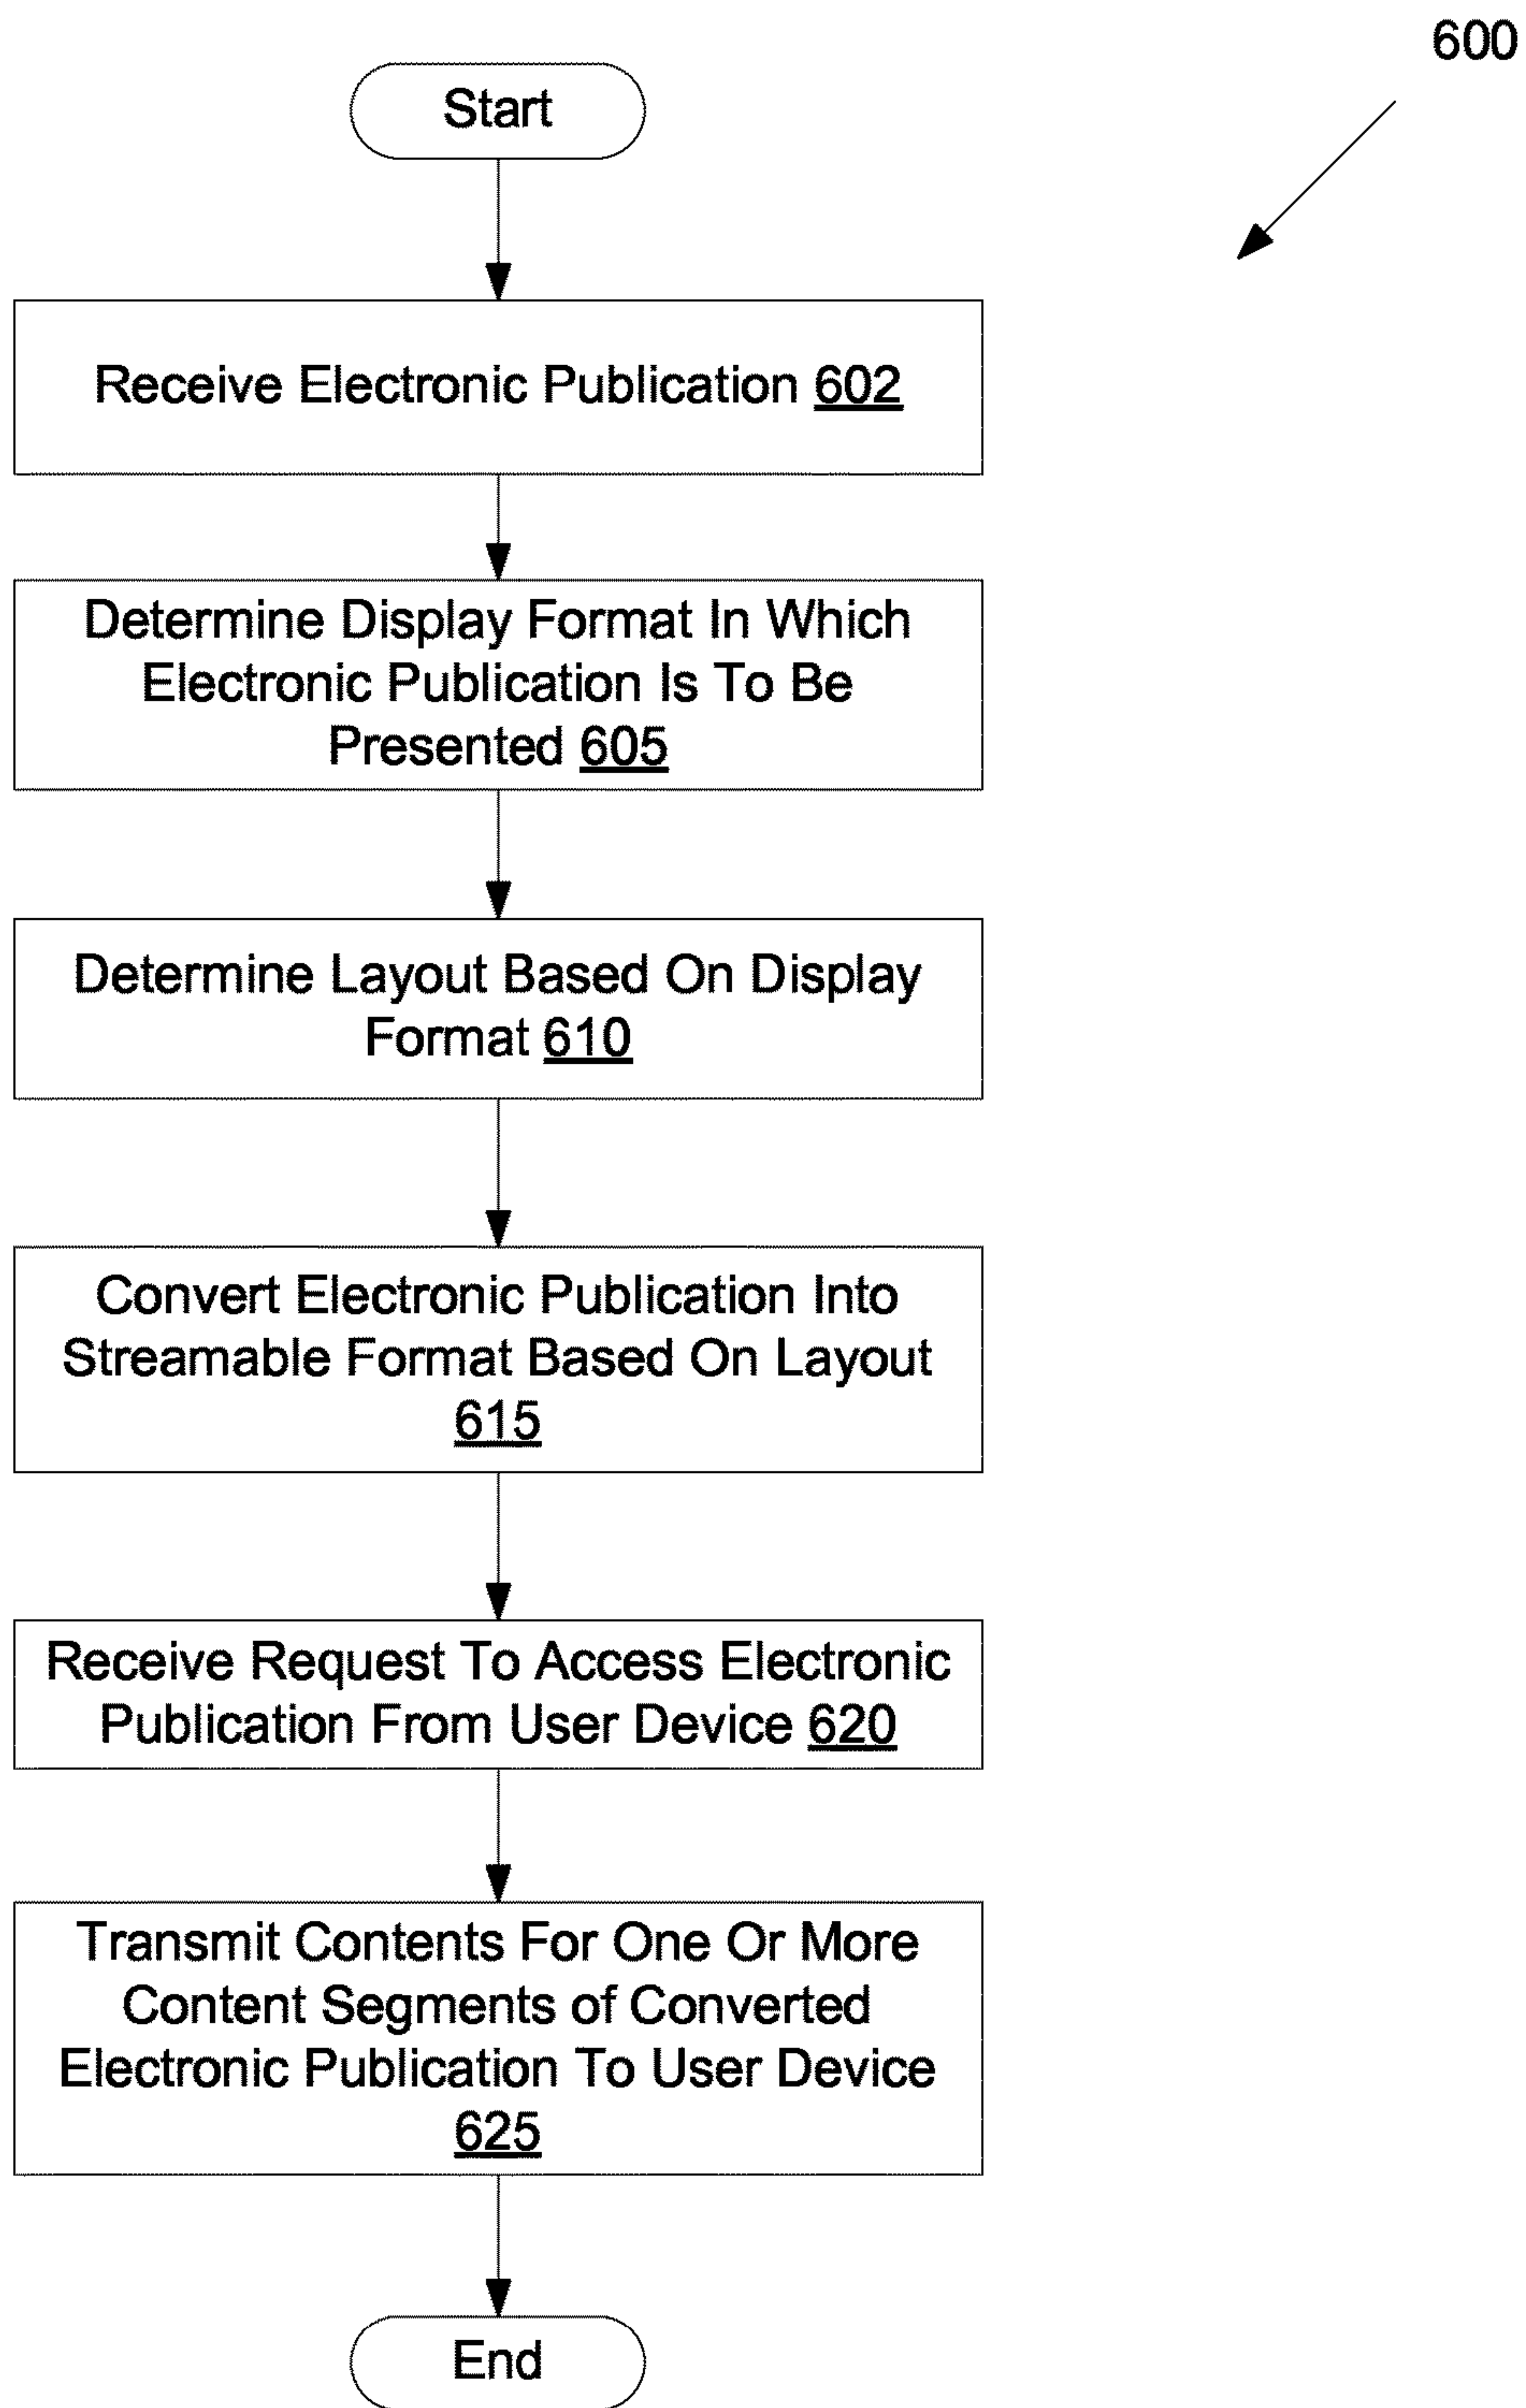 600
Start
Receive Electronic Publication 602
Determine Display Format In Which
Electronic Publication Is To Be
Presented 605
Determine Layout Based On Display
Format 610
Convert Electronic Publication Into
Streamable Format Based On Layout
615
Receive Request To Access Electronic
Publication From User Device 620
Transmit Contents For One Or More
Content Segments of Converted
Electronic Publication To User Device
625
End